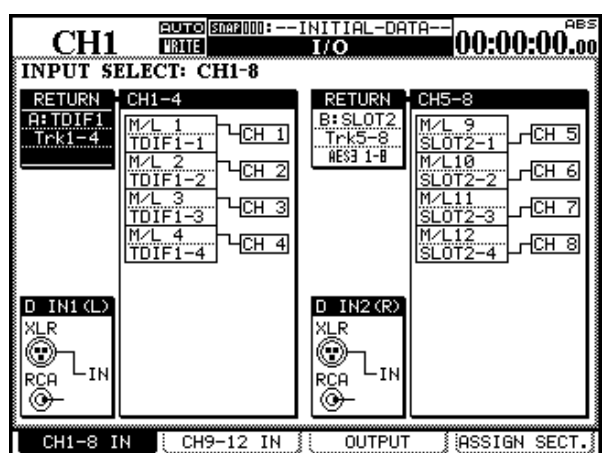 CH1 AUTO SNAP000:--INITIAL-DATA-- ABS
WRITE I/O 00:00:00.00
INPUT SELECT: CH1-8
RETURN CH1-4
A:TDIF1
Trk1-4
M/L 1
TDIF1-1
CH 1
M/L 2
TDIF1-2
CH 2
M/L 3
TDIF1-3
CH 3
M/L 4
TDIF1-4
CH 4
D IN1(L)
XLR
IN
RCA
RETURN CH5-8
B:SLOT2
Trk5-8
AES3 1-8
M/L 9
SLOT2-1
CH 5
M/L10
SLOT2-2
CH 6
M/L11
SLOT2-3
CH 7
M/L12
SLOT2-4
CH 8
D IN2(R)
XLR
IN
RCA
CH1-8 IN CH9-12 IN OUTPUT ASSIGN SECT.